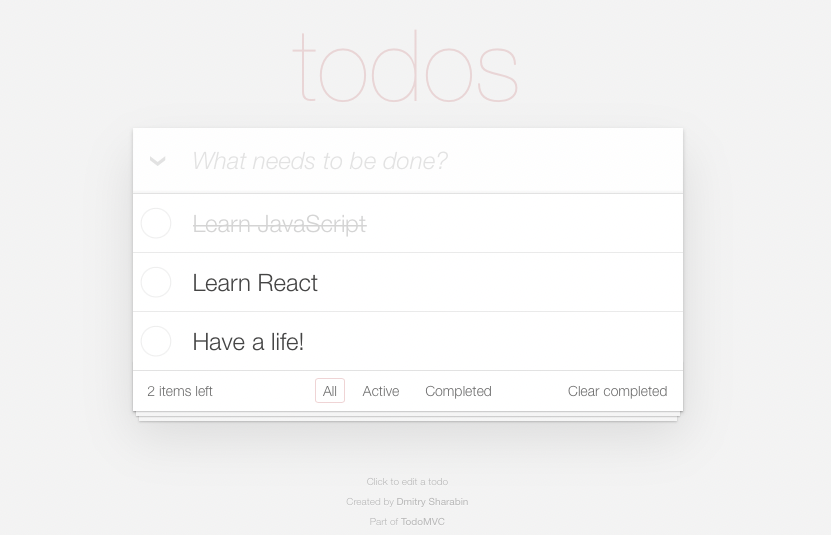 todos
What needs to be done?
Learn JavaScript
Learn React
Have a life!
2 items left All Active Completed Clear completed
Click to edit a todo
Created by Dmitry Sharabin
Part of TodoMVC